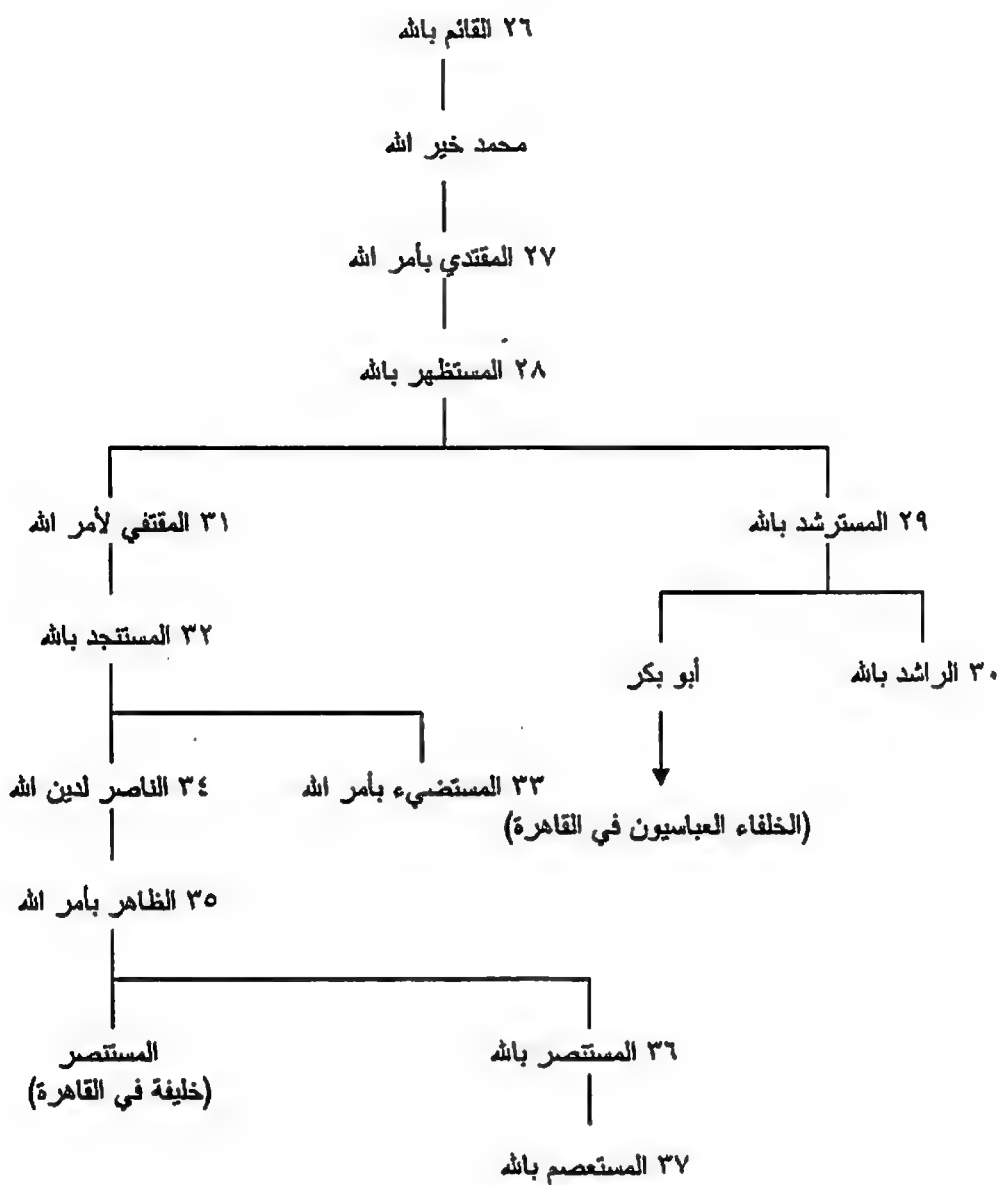 ٢٦ القائم بالله
محمد خير الله
٢٧ المقتدي بأمر الله
٢٨ المستظهر بالله
٢٩ المسترشد بالله
٣١ المقتفي لأمر الله
٣٢ المستنجد بالله
٣٠ الراشد بالله
أبو بكر
٣٣ المستضيء بأمر الله
٣٤ الناصر لدين الله
(الخلفاء العباسيون في القاهرة)
٣٥ الظاهر بأمر الله
٣٦ المستنصر بالله
المستنصر
(خليفة في القاهرة)
٣٧ المستعصم بالله